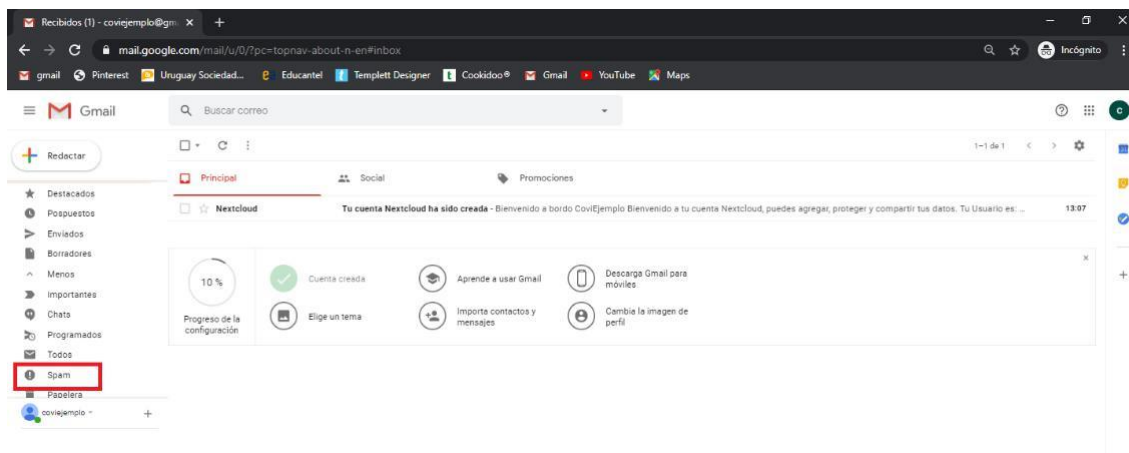 Recibidos (1) - coviejemplo@gm
mail.google.com/mail/u/0/?pc=topnav-about-n-en#inbox
Incógnito
gmail Pinterest Uruguay Sociedad... Educantel Templett Designer Cookidoo® Gmail YouTube Maps
Gmail
Buscar correo
C
Redactar
1-1 de 1
Principal Social Promociones
Destacados
Nextcloud Tu cuenta Nextcloud ha sido creada - Bienvenido a bordo CoviEjemplo Bienvenido a tu cuenta Nextcloud, puedes agregar, proteger y compartir tus datos. Tu Usuario es: ... 13:07
Pospuestos
Enviados
Borradores
Menos
Importantes
Chats
Programados
Todos
Spam
Papelera
coviejemplo
10 %
Progreso de la
configuración
Cuenta creada
Aprende a usar Gmail
Descarga Gmail para
móviles
Elige un tema
Importa contactos y
mensajes
Cambia la imagen de
perfil